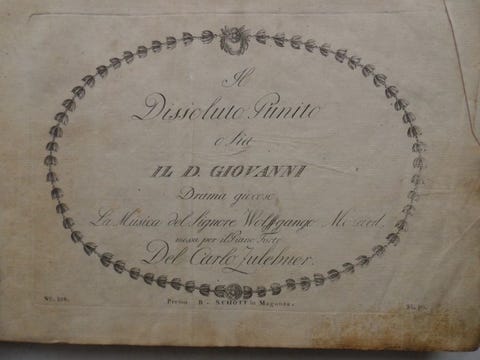 Il
Dissoluto Punito
o sia
IL D. GIOVANNI
Drama giocoso
La Musica del Signore Wolfgango Mozart
messa per il Piano Forte
Del Carlo Zulehner.
Presso B. SCHOTT in Magonza.